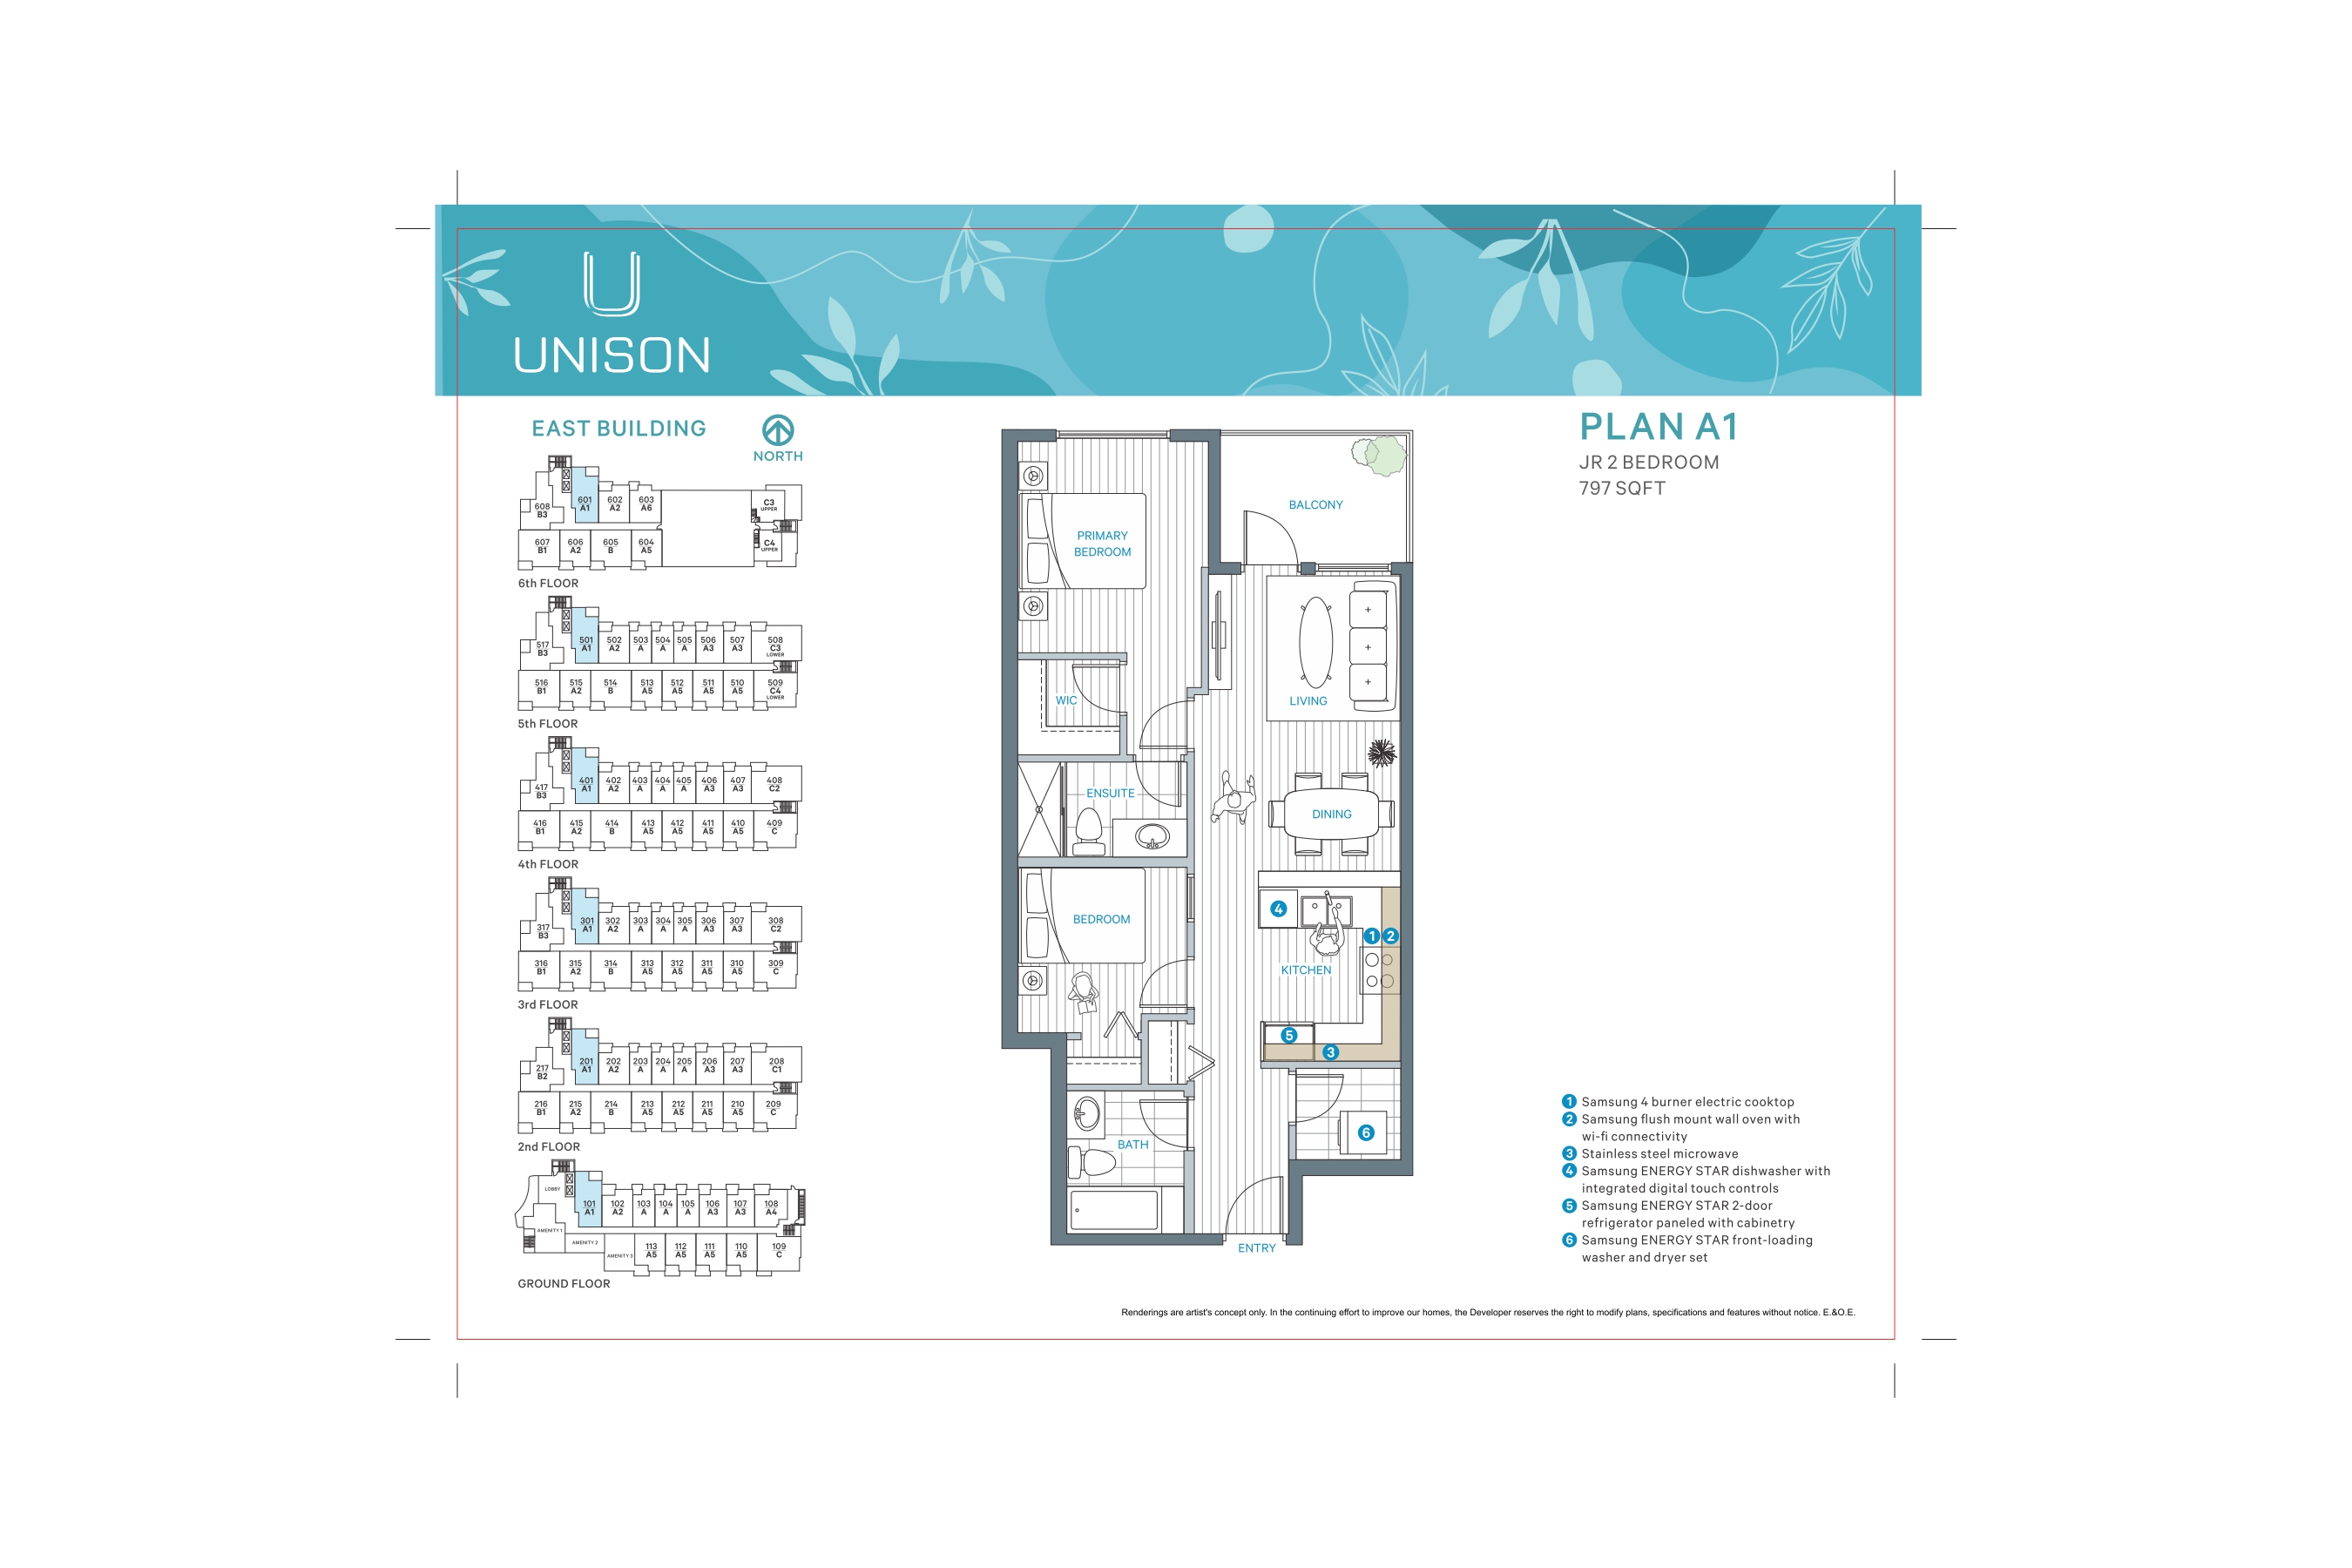 UNISON
EAST BUILDING
NORTH
601 A1
602 A2
603 A6
C3 UPPER
608 B3
607 B1
606 A2
605 B
604 A5
C4 UPPER
6th FLOOR
501 A1
502 A2
503 A
504 A
505 A
506 A3
507 A3
508 C3 LOWER
517 B3
516 B1
515 A2
514 B
513 A5
512 A5
511 A5
510 A5
509 C4 LOWER
5th FLOOR
401 A1
402 A2
403 A
404 A
405 A
406 A3
407 A3
408 C2
417 B3
416 B1
415 A2
414 B
413 A5
412 A5
411 A5
410 A5
409 C
4th FLOOR
301 A1
302 A2
303 A
304 A
305 A
306 A3
307 A3
308 C2
317 B3
316 B1
315 A2
314 B
313 A5
312 A5
311 A5
310 A5
309 C
3rd FLOOR
201 A1
202 A2
203 A
204 A
205 A
206 A3
207 A3
208 C1
217 B2
216 B1
215 A2
214 B
213 A5
212 A5
211 A5
210 A5
209 C
2nd FLOOR
LOBBY
101 A1
102 A2
103 A
104 A
105 A
106 A3
107 A3
108 A4
AMENITY 1
AMENITY 2
AMENITY 3
113 A5
112 A5
111 A5
110 A5
109 C
GROUND FLOOR
BALCONY
PRIMARY
BEDROOM
WIC
LIVING
ENSUITE
DINING
BEDROOM
4
1 2
KITCHEN
5
3
6
BATH
ENTRY
PLAN A1
JR 2 BEDROOM
797 SQFT
1 Samsung 4 burner electric cooktop
2 Samsung flush mount wall oven with
wi-fi connectivity
3 Stainless steel microwave
4 Samsung ENERGY STAR dishwasher with
integrated digital touch controls
5 Samsung ENERGY STAR 2-door
refrigerator paneled with cabinetry
6 Samsung ENERGY STAR front-loading
washer and dryer set
Renderings are artist's concept only. In the continuing effort to improve our homes, the Developer reserves the right to modify plans, specifications and features without notice. E.&O.E.